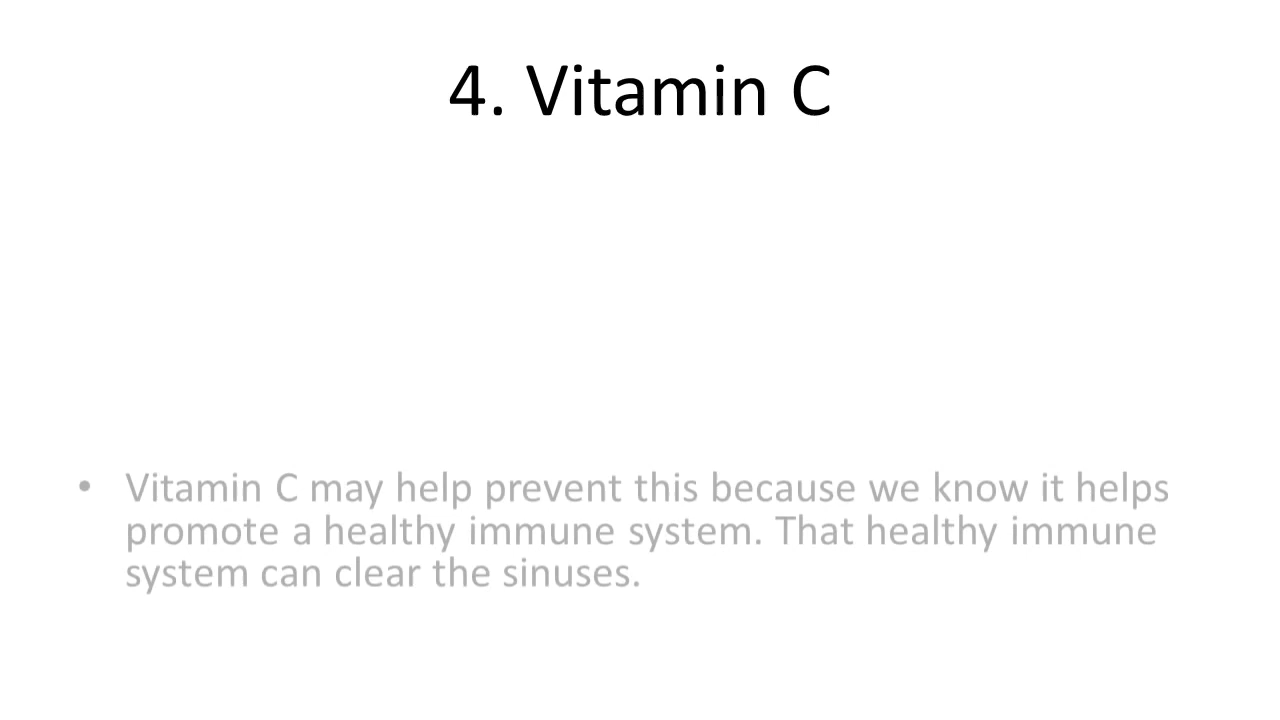 4. Vitamin C
• Vitamin C may help prevent this because we know it helps
promote a healthy immune system. That healthy immune
system can clear the sinuses.